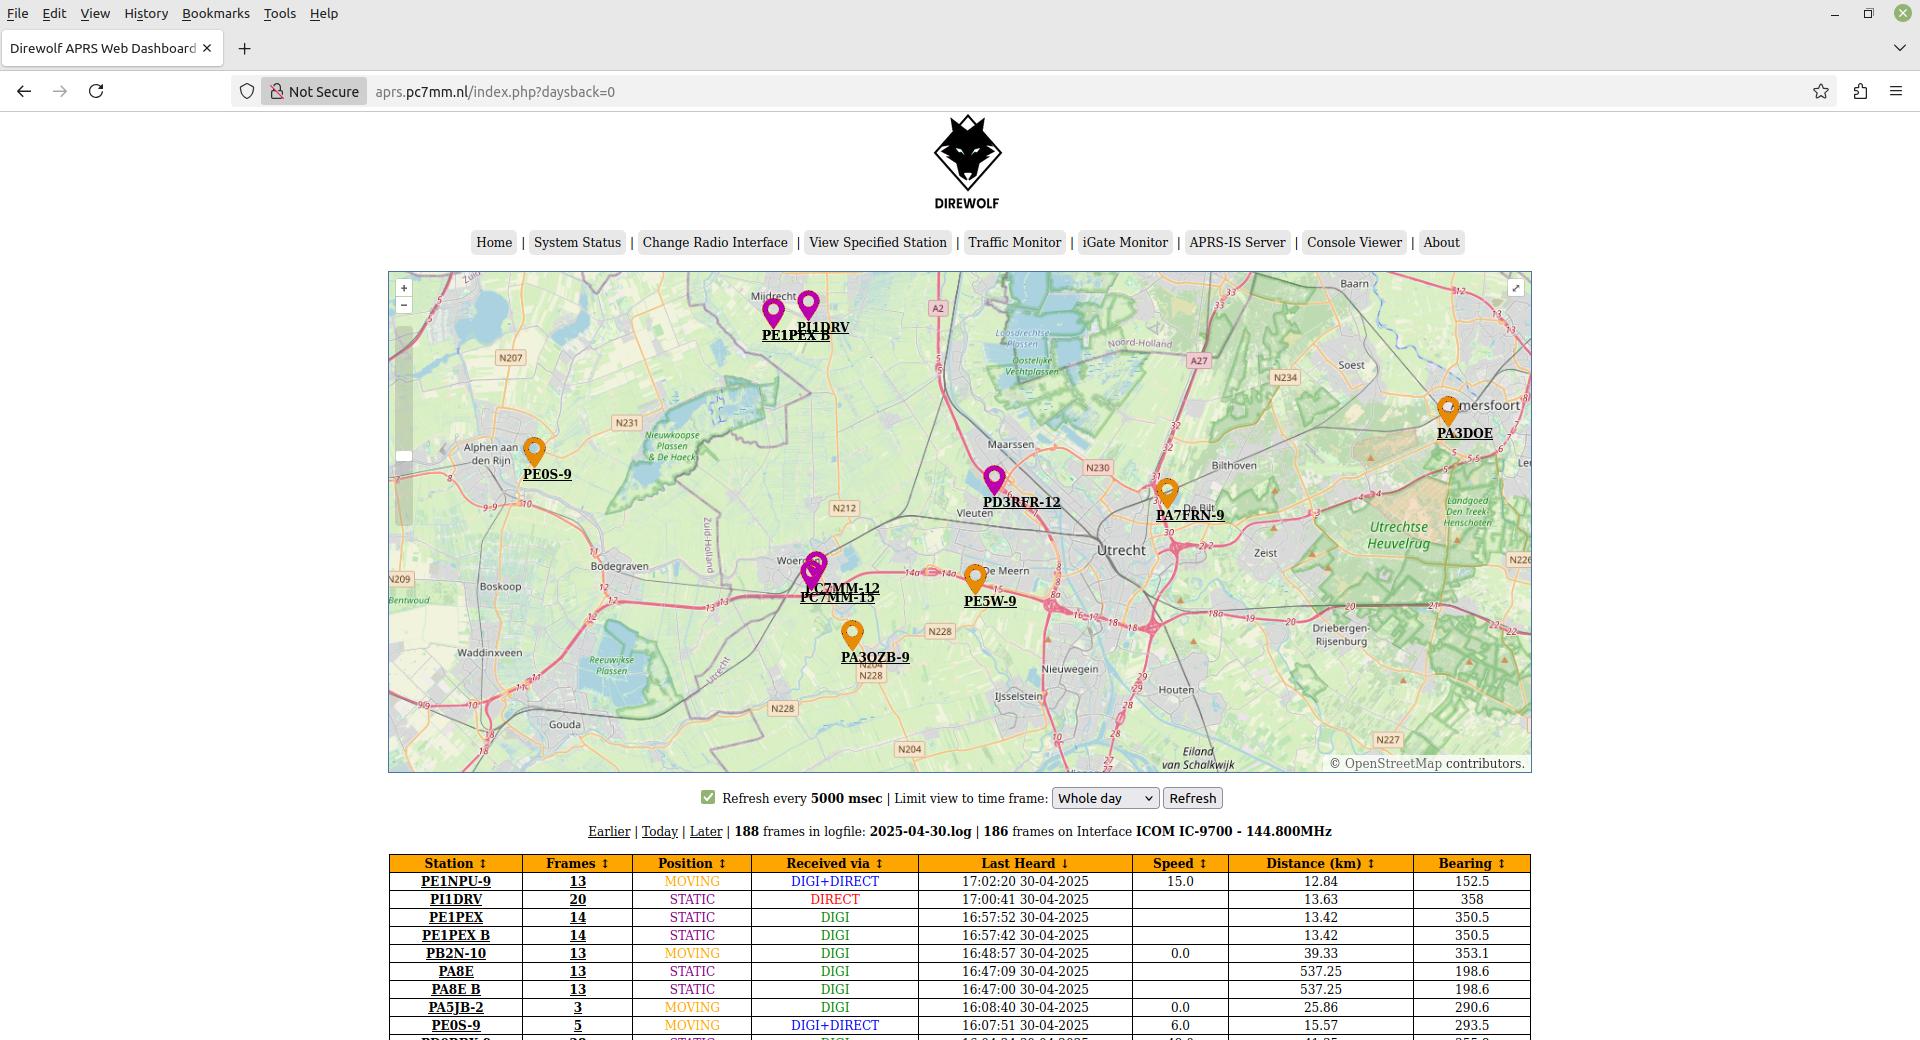 File Edit View History Bookmarks Tools Help
Direwolf APRS Web Dashboard
Not Secure aprs.pc7mm.nl/index.php?daysback=0
DIREWOLF
Home | System Status | Change Radio Interface | View Specified Station | Traffic Monitor | iGate Monitor | APRS-IS Server | Console Viewer | About
+
−
Baarn
Mijdrecht
A2
33
12
13
PI1DRV
PE1PEX B
Loosdrechtse
Plassen
Noord-Holland
Oostelijke
Vechtplassen
N207
A27
Soest
N234
mersfoort
N231
PA3DOE
Nieuwkoopse
Plassen
& De Haeck
Alphen aan
den Rijn
Maarssen
N230
Bilthoven
PE0S-9
PD3RFR-12
N212
Vleuten
De Bilt
PA7FRN-9
Landgoed
Den Treek-
Henschoten
Utrechtse
Heuvelrug
Zuid-Holland
Utrecht
Zeist
N226
Bodegraven
De Meern
N209
Boskoop
PC7MM-12
PC7MM-15
PE5W-9
Bentwoud
N228
Driebergen-
Rijsenburg
Waddinxveen
Reeuwijkse
Plassen
PA3OZB-9
N204
N228
Utrecht
Nieuwegein
Houten
IJsselstein
N228
Gouda
N204
N227
Eiland
van Schalkwijk
© OpenStreetMap contributors.
Refresh every 5000 msec | Limit view to time frame: Whole day Refresh
Earlier | Today | Later | 188 frames in logfile: 2025-04-30.log | 186 frames on Interface ICOM IC-9700 - 144.800MHz
Station ↕ Frames ↕ Position ↕ Received via ↕ Last Heard ↓ Speed ↕ Distance (km) ↕ Bearing ↕
PE1NPU-9 13 MOVING DIGI+DIRECT 17:02:20 30-04-2025 15.0 12.84 152.5
PI1DRV 20 STATIC DIRECT 17:00:41 30-04-2025 13.63 358
PE1PEX 14 STATIC DIGI 16:57:52 30-04-2025 13.42 350.5
PE1PEX B 14 STATIC DIGI 16:57:42 30-04-2025 13.42 350.5
PB2N-10 13 MOVING DIGI 16:48:57 30-04-2025 0.0 39.33 353.1
PA8E 13 STATIC DIGI 16:47:09 30-04-2025 537.25 198.6
PA8E B 13 STATIC DIGI 16:47:00 30-04-2025 537.25 198.6
PA5JB-2 3 MOVING DIGI 16:08:40 30-04-2025 0.0 25.86 290.6
PE0S-9 5 MOVING DIGI+DIRECT 16:07:51 30-04-2025 6.0 15.57 293.5